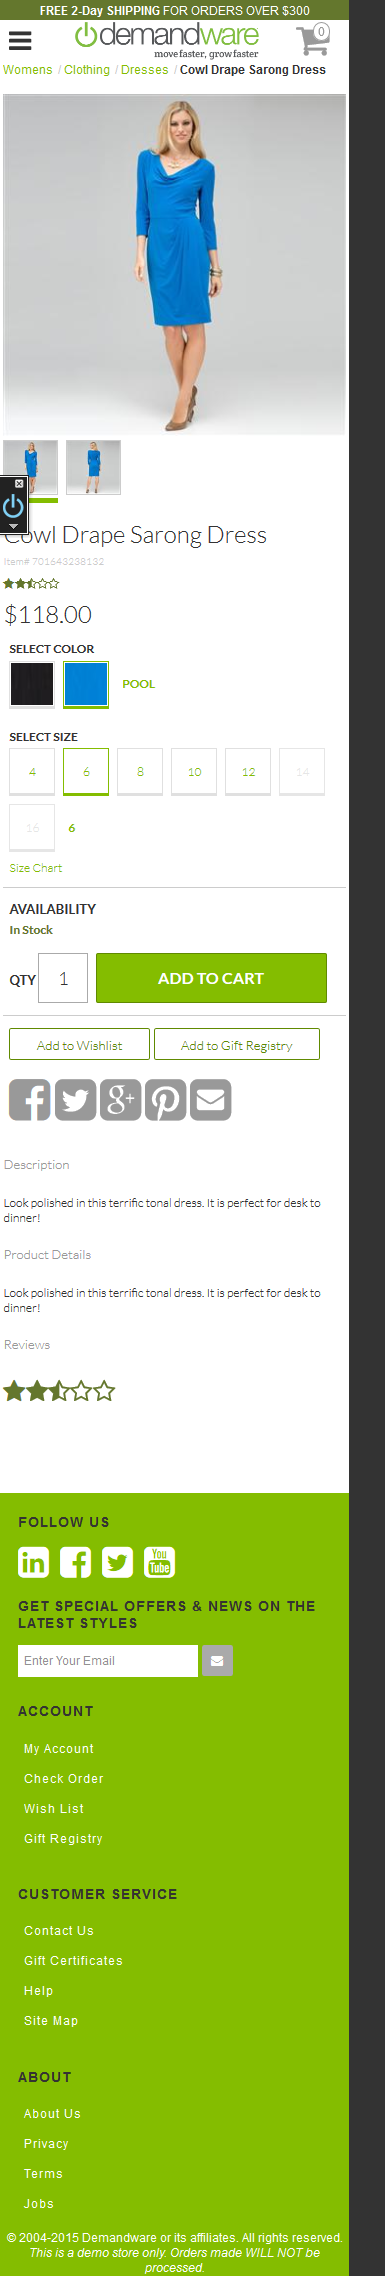 FREE 2-Day SHIPPING FOR ORDERS OVER $300
demandware
move faster, grow faster
0
Womens / Clothing / Dresses / Cowl Drape Sarong Dress
Cowl Drape Sarong Dress
Item# 701643238132
$118.00
SELECT COLOR
POOL
SELECT SIZE
4 6 8 10 12 14
16 6
Size Chart
AVAILABILITY
In Stock
QTY 1 ADD TO CART
Add to Wishlist Add to Gift Registry
Description
Look polished in this terrific tonal dress. It is perfect for desk to
dinner!
Product Details
Look polished in this terrific tonal dress. It is perfect for desk to
dinner!
Reviews
FOLLOW US
in
You
Tube
GET SPECIAL OFFERS & NEWS ON THE
LATEST STYLES
Enter Your Email
ACCOUNT
My Account
Check Order
Wish List
Gift Registry
CUSTOMER SERVICE
Contact Us
Gift Certificates
Help
Site Map
ABOUT
About Us
Privacy
Terms
Jobs
© 2004-2015 Demandware or its affiliates. All rights reserved.
This is a demo store only. Orders made WILL NOT be
processed.